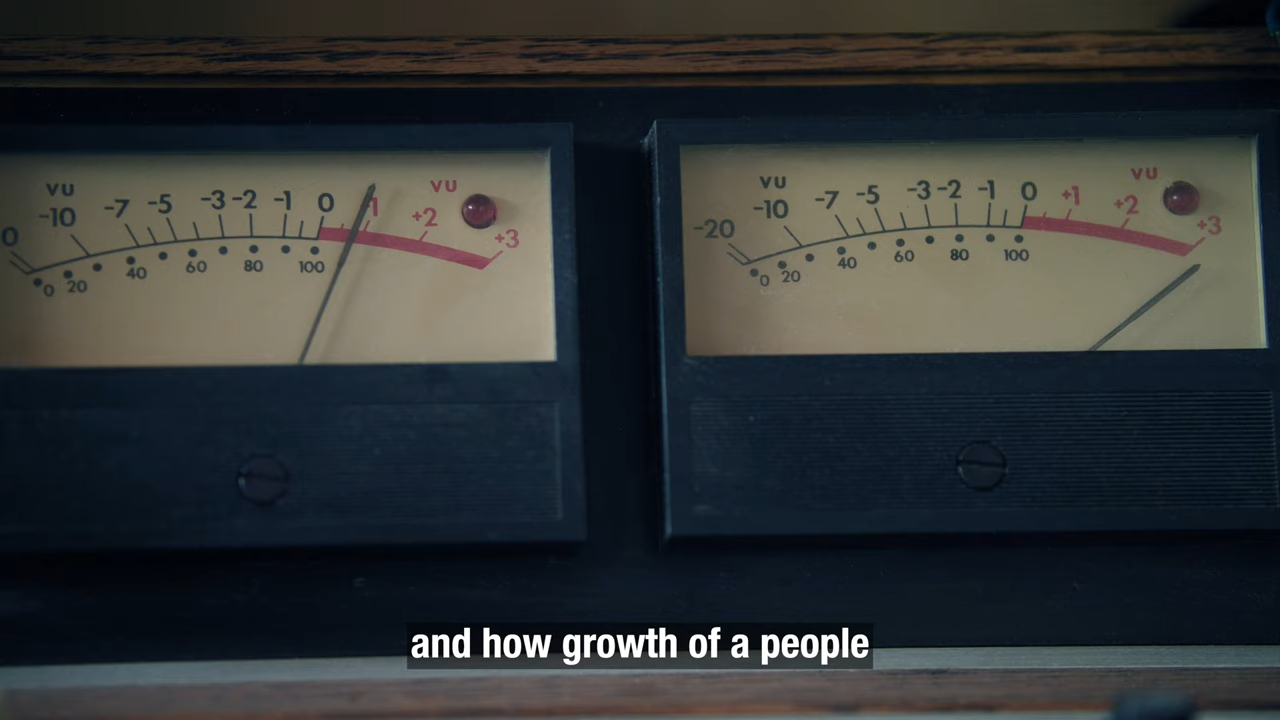 VU VU
-10 -7 -5 -3 -2 -1 0 1 +2 +3
0 20 40 60 80 100
VU VU
-20 -10 -7 -5 -3 -2 -1 0 +1 +2 +3
0 20 40 60 80 100
and how growth of a people